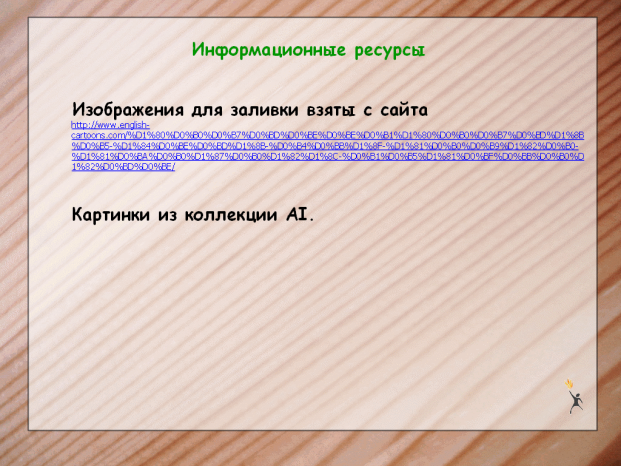 Информационные ресурсы
Изображения для заливки взяты с сайта
http://www.english-
cartoons.com/%D1%80%D0%B0%D0%B7%D0%BD%D0%BE%D0%BE%D0%B1%D1%80%D0%B0%D0%B7%D0%BD%D1%8B
%D0%B5-%D1%84%D0%BE%D0%BD%D1%8B-%D0%B4%D0%BB%D1%8F-%D1%81%D0%B0%D0%B9%D1%82%D0%B0-
%D1%81%D0%BA%D0%B0%D1%87%D0%B0%D1%82%D1%8C-%D0%B1%D0%B5%D1%81%D0%BF%D0%BB%D0%B0%D
1%82%D0%BD%D0%BE/
Картинки из коллекции AI.